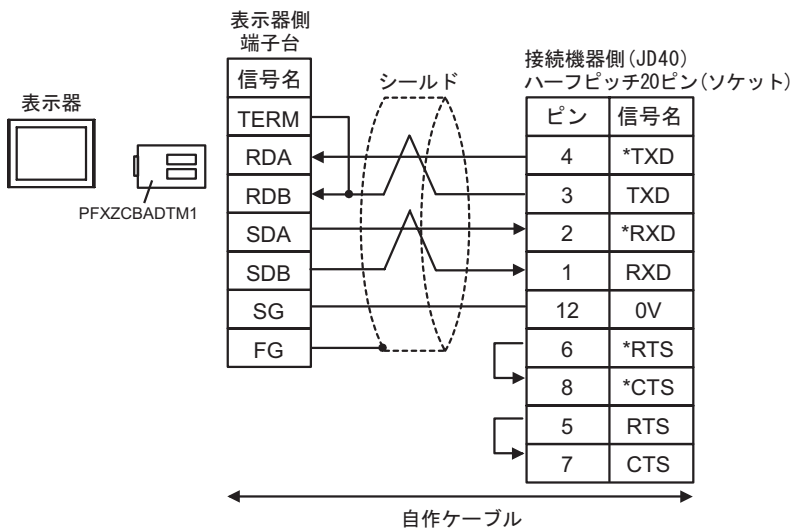 表示器側
端子台
接続機器側(JD40)
ハーフピッチ20ピン(ソケット)
表示器
PFXZCBADTM1
シールド
信号名
TERM
RDA
RDB
SDA
SDB
SG
FG
ピン 信号名
4 *TXD
3 TXD
2 *RXD
1 RXD
12 0V
6 *RTS
8 *CTS
5 RTS
7 CTS
自作ケーブル